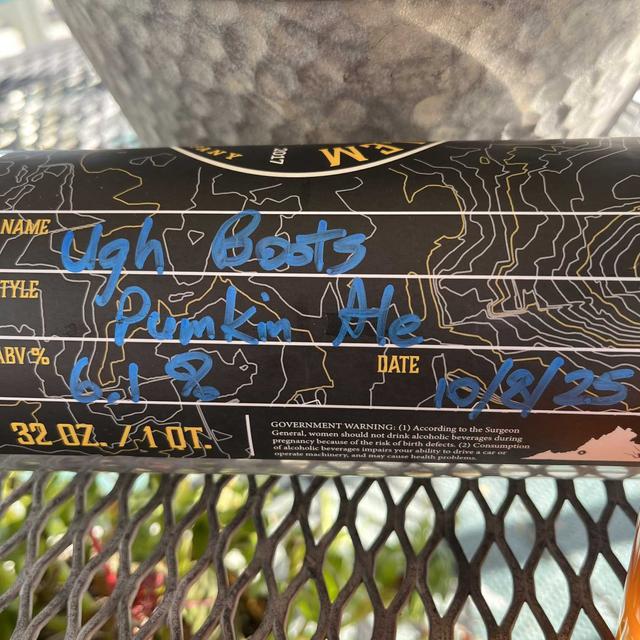 EM
2017
PANY
NAME Ugh Boots
TYLE Pumkin Ale
ABV% 6.1% DATE 10/8/25
32 OZ. / 1 QT.
GOVERNMENT WARNING: (1) According to the Surgeon
General, women should not drink alcoholic beverages during
pregnancy because of the risk of birth defects. (2) Consumption
of alcoholic beverages impairs your ability to drive a car or
operate machinery, and may cause health problems.